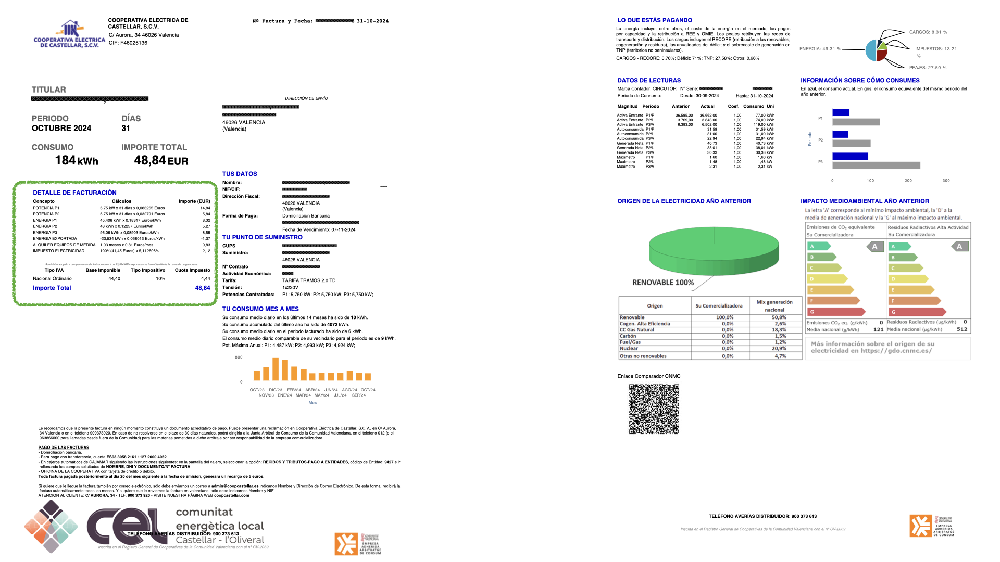 COOPERATIVA ELECTRICA DE CASTELLAR, S.C.V.
COOPERATIVA ELECTRICA DE
CASTELLAR, S.C.V.
C/ Aurora, 34 46026 Valencia
CIF: F46025136
Nº Factura y Fecha: 31-10-2024
TITULAR
DIRECCIÓN DE ENVÍO
46026 VALENCIA
(Valencia)
PERIODO DÍAS
OCTUBRE 2024 31
CONSUMO IMPORTE TOTAL
184 kWh 48,84 EUR
DETALLE DE FACTURACIÓN
Concepto Cálculos Importe (EUR)
POTENCIA P1 5,75 kW x 31 días x 0,083265 Euros 14,84
POTENCIA P2 5,75 kW x 31 días x 0,032791 Euros 5,84
ENERGIA P1 45,408 kWh x 0,18317 Euros/kWh 8,32
ENERGIA P2 43 kWh x 0,12257 Euros/kWh 5,27
ENERGIA P3 96,06 kWh x 0,08903 Euros/kWh 8,55
ENERGIA EXPORTADA -23,534 kWh x 0,058013 Euros/kWh -1,37
ALQUILER EQUIPOS DE MEDIDA 1,03 meses x 0,81 Euros/mes 0,83
IMPUESTO ELECTRICIDAD 100%(41,45 Euros) x 5,112696% 2,12
Suministro acogido a compensación de Autoconsumo. Los 23,534 kWh exportados se han obtenido de la curva de carga horaria.
Tipo IVA Base Imponible Tipo Impositivo Cuota Impuesto
Nacional Ordinario 44,40 10% 4,44
Importe Total 48,84
TUS DATOS
Nombre:
NIF/CIF:
Dirección Fiscal:
46026 VALENCIA
(Valencia)
Forma de Pago: Domiciliación Bancaria
Fecha de Vencimiento: 07-11-2024
TU PUNTO DE SUMINISTRO
CUPS
Suministro:
46026 VALENCIA
Nº Contrato
Actividad Económica:
Tarifa: TARIFA TRAMOS 2.0 TD
Tensión: 1x230V
Potencias Contratadas: P1: 5,750 kW; P2: 5,750 kW; P3: 5,750 kW;
TU CONSUMO MES A MES
Su consumo medio diario en los últimos 14 meses ha sido de 10 kWh.
Su consumo acumulado del último año ha sido de 4072 kWh.
Su consumo medio diario en el periodo facturado ha sido de 6 kWh.
El consumo medio diario comparable de su vecindario para el periodo es de 9 kWh.
Pot. Máxima Anual: P1: 4,487 kW; P2: 4,993 kW; P3: 4,924 kW;
800
0
OCT/23 DIC/23 FEB/24 ABR/24 JUN/24 AGO/24 OCT/24
NOV/23 ENE/24 MAR/24 MAY/24 JUL/24 SEP/24
Mes
Le recordamos que la presente factura en ningún momento constituye un documento acreditativo de pago. Puede presentar una reclamación en Cooperativa Eléctrica de Castellar, S.C.V., en C/ Aurora,
34 Valencia o en el teléfono 900373920. En caso de no resolverse en el plazo de 30 días naturales, podrá dirigirla a la Junta Arbitral de Consumo de la Comunidad Valenciana, en el teléfono 012 (o el
963866000 para llamadas desde fuera de la Comunidad) para las materias sometidas a dicho arbitraje por ser responsabilidad de la empresa comercializadora.
PAGO DE LAS FACTURAS:
- Domiciliación bancaria.
- Para pago con transferencia, cuenta ES93 3058 2161 1127 2000 4052
- En cajeros automáticos de CAJAMAR siguiendo las instrucciones siguientes: en la pantalla del cajero, seleccionar la opción: RECIBOS Y TRIBUTOS-PAGO A ENTIDADES, código de Entidad: 9427 e ir
rellenando los campos solicitados de NOMBRE, DNI Y DOCUMENTO/Nº FACTURA
- OFICINA DE LA COOPERATIVA con tarjeta de crédito o débito.
Toda factura pagada posteriormente al dia 20 del mes siguiente a la fecha de emisión, generará un recargo de 5 euros.
Si quiere que le llegue la factura también por correo electrónico, sólo debe enviarnos un correo a admin@coopcastellar.es indicando Nombre y Dirección de Correo Electrónico. De esta forma, recibirá la
factura automáticamente todos los meses. Y si quiere que le enviemos la factura en valenciano, sólo debe indicarnos Nombre y NIF.
ATENCION AL CLIENTE: C/ AURORA, 34 - TLF. 900 373 920 - VISITE NUESTRA PÁGINA WEB coopcastellar.com
cel comunitat
energètica local
Castellar - l'Oliveral
TELÉFONO AVERÍAS DISTRIBUIDOR: 900 373 613
Inscrita en el Registro General de Cooperativas de la Comunidad Valenciana con el nº CV-2069
GENERALITAT VALENCIANA
EMPRESA
ADHERIDA
ARBITRATGE
DE CONSUM
LO QUE ESTÁS PAGANDO
La energía incluye, entre otros, el coste de la energía en el mercado, los pagos
por capacidad y la retribución a REE y OMIE. Los peajes retribuyen las redes de
transporte y distribución. Los cargos incluyen el RECORE (retribución a las renovables,
cogeneración y residuos), las anualidades del déficit y el sobrecoste de generación en
TNP (territorios no peninsulares).
CARGOS - RECORE: 0,76%; Déficit: 71%; TNP: 27,58%; Otros: 0,66%
CARGOS: 8.31 %
ENERGIA: 49.31 %
IMPUESTOS: 13.21
%
PEAJES: 27.50 %
DATOS DE LECTURAS
Marca Contador: CIRCUTOR Nº Serie:
Periodo de Consumo: Desde: 30-09-2024 Hasta: 31-10-2024
Magnitud Período Anterior Actual Coef. Consumo Uni
Activa Entrante P1/P 36.585,00 36.662,00 1,00 77,00 kWh
Activa Entrante P2/L 3.769,00 3.843,00 1,00 74,00 kWh
Activa Entrante P3/V 6.383,00 6.502,00 1,00 119,00 kWh
Autoconsumida P1/P 31,59 1,00 31,59 kWh
Autoconsumida P2/L 31,00 1,00 31,00 kWh
Autoconsumida P3/V 22,94 1,00 22,94 kWh
Generada Neta P1/P 40,73 1,00 40,73 kWh
Generada Neta P2/L 38,01 1,00 38,01 kWh
Generada Neta P3/V 30,33 1,00 30,33 kWh
Maximetro P1/P 1,60 1,00 1,60 kW
Maximetro P2/L 1,48 1,00 1,48 kW
Maximetro P3/V 2,31 1,00 2,31 kW
INFORMACIÓN SOBRE CÓMO CONSUMES
En azul, el consumo actual. En gris, el consumo equivalente del mismo periodo del
año anterior.
Periodo
P1
P2
P3
0 100 200 300
ORIGEN DE LA ELECTRICIDAD AÑO ANTERIOR
RENOVABLE 100%
Origen Su Comercializadora Mix generación nacional
Renovable 100,0% 50,8%
Cogen. Alta Eficiencia 0,0% 2,6%
CC Gas Natural 0,0% 18,3%
Carbón 0,0% 1,5%
Fuel/Gas 0,0% 1,2%
Nuclear 0,0% 20,9%
Otras no renovables 0,0% 4,7%
IMPACTO MEDIOAMBIENTAL AÑO ANTERIOR
La letra 'A' corresponde al mínimo impacto ambiental, la 'D' a la
media de generación nacional y la 'G' al máximo impacto ambiental.
Emisiones de CO2 equivalente
Su Comercializadora
A A
B
C
D
E
F
G
Emisiones CO2 eq. (g/kWh) 0
Media nacional (g/kWh) 121
Residuos Radiactivos Alta Actividad
Su Comercializadora
A A
B
C
D
E
F
G
Residuos Radiactivos (µg/kWh) 0
Media nacional (µg/kWh) 512
Más información sobre el origen de su
electricidad en https://gdo.cnmc.es/
Enlace Comparador CNMC
TELÉFONO AVERÍAS DISTRIBUIDOR: 900 373 613
Inscrita en el Registro General de Cooperativas de la Comunidad Valenciana con el nº CV-2069
GENERALITAT VALENCIANA
EMPRESA
ADHERIDA
ARBITRATGE
DE CONSUM